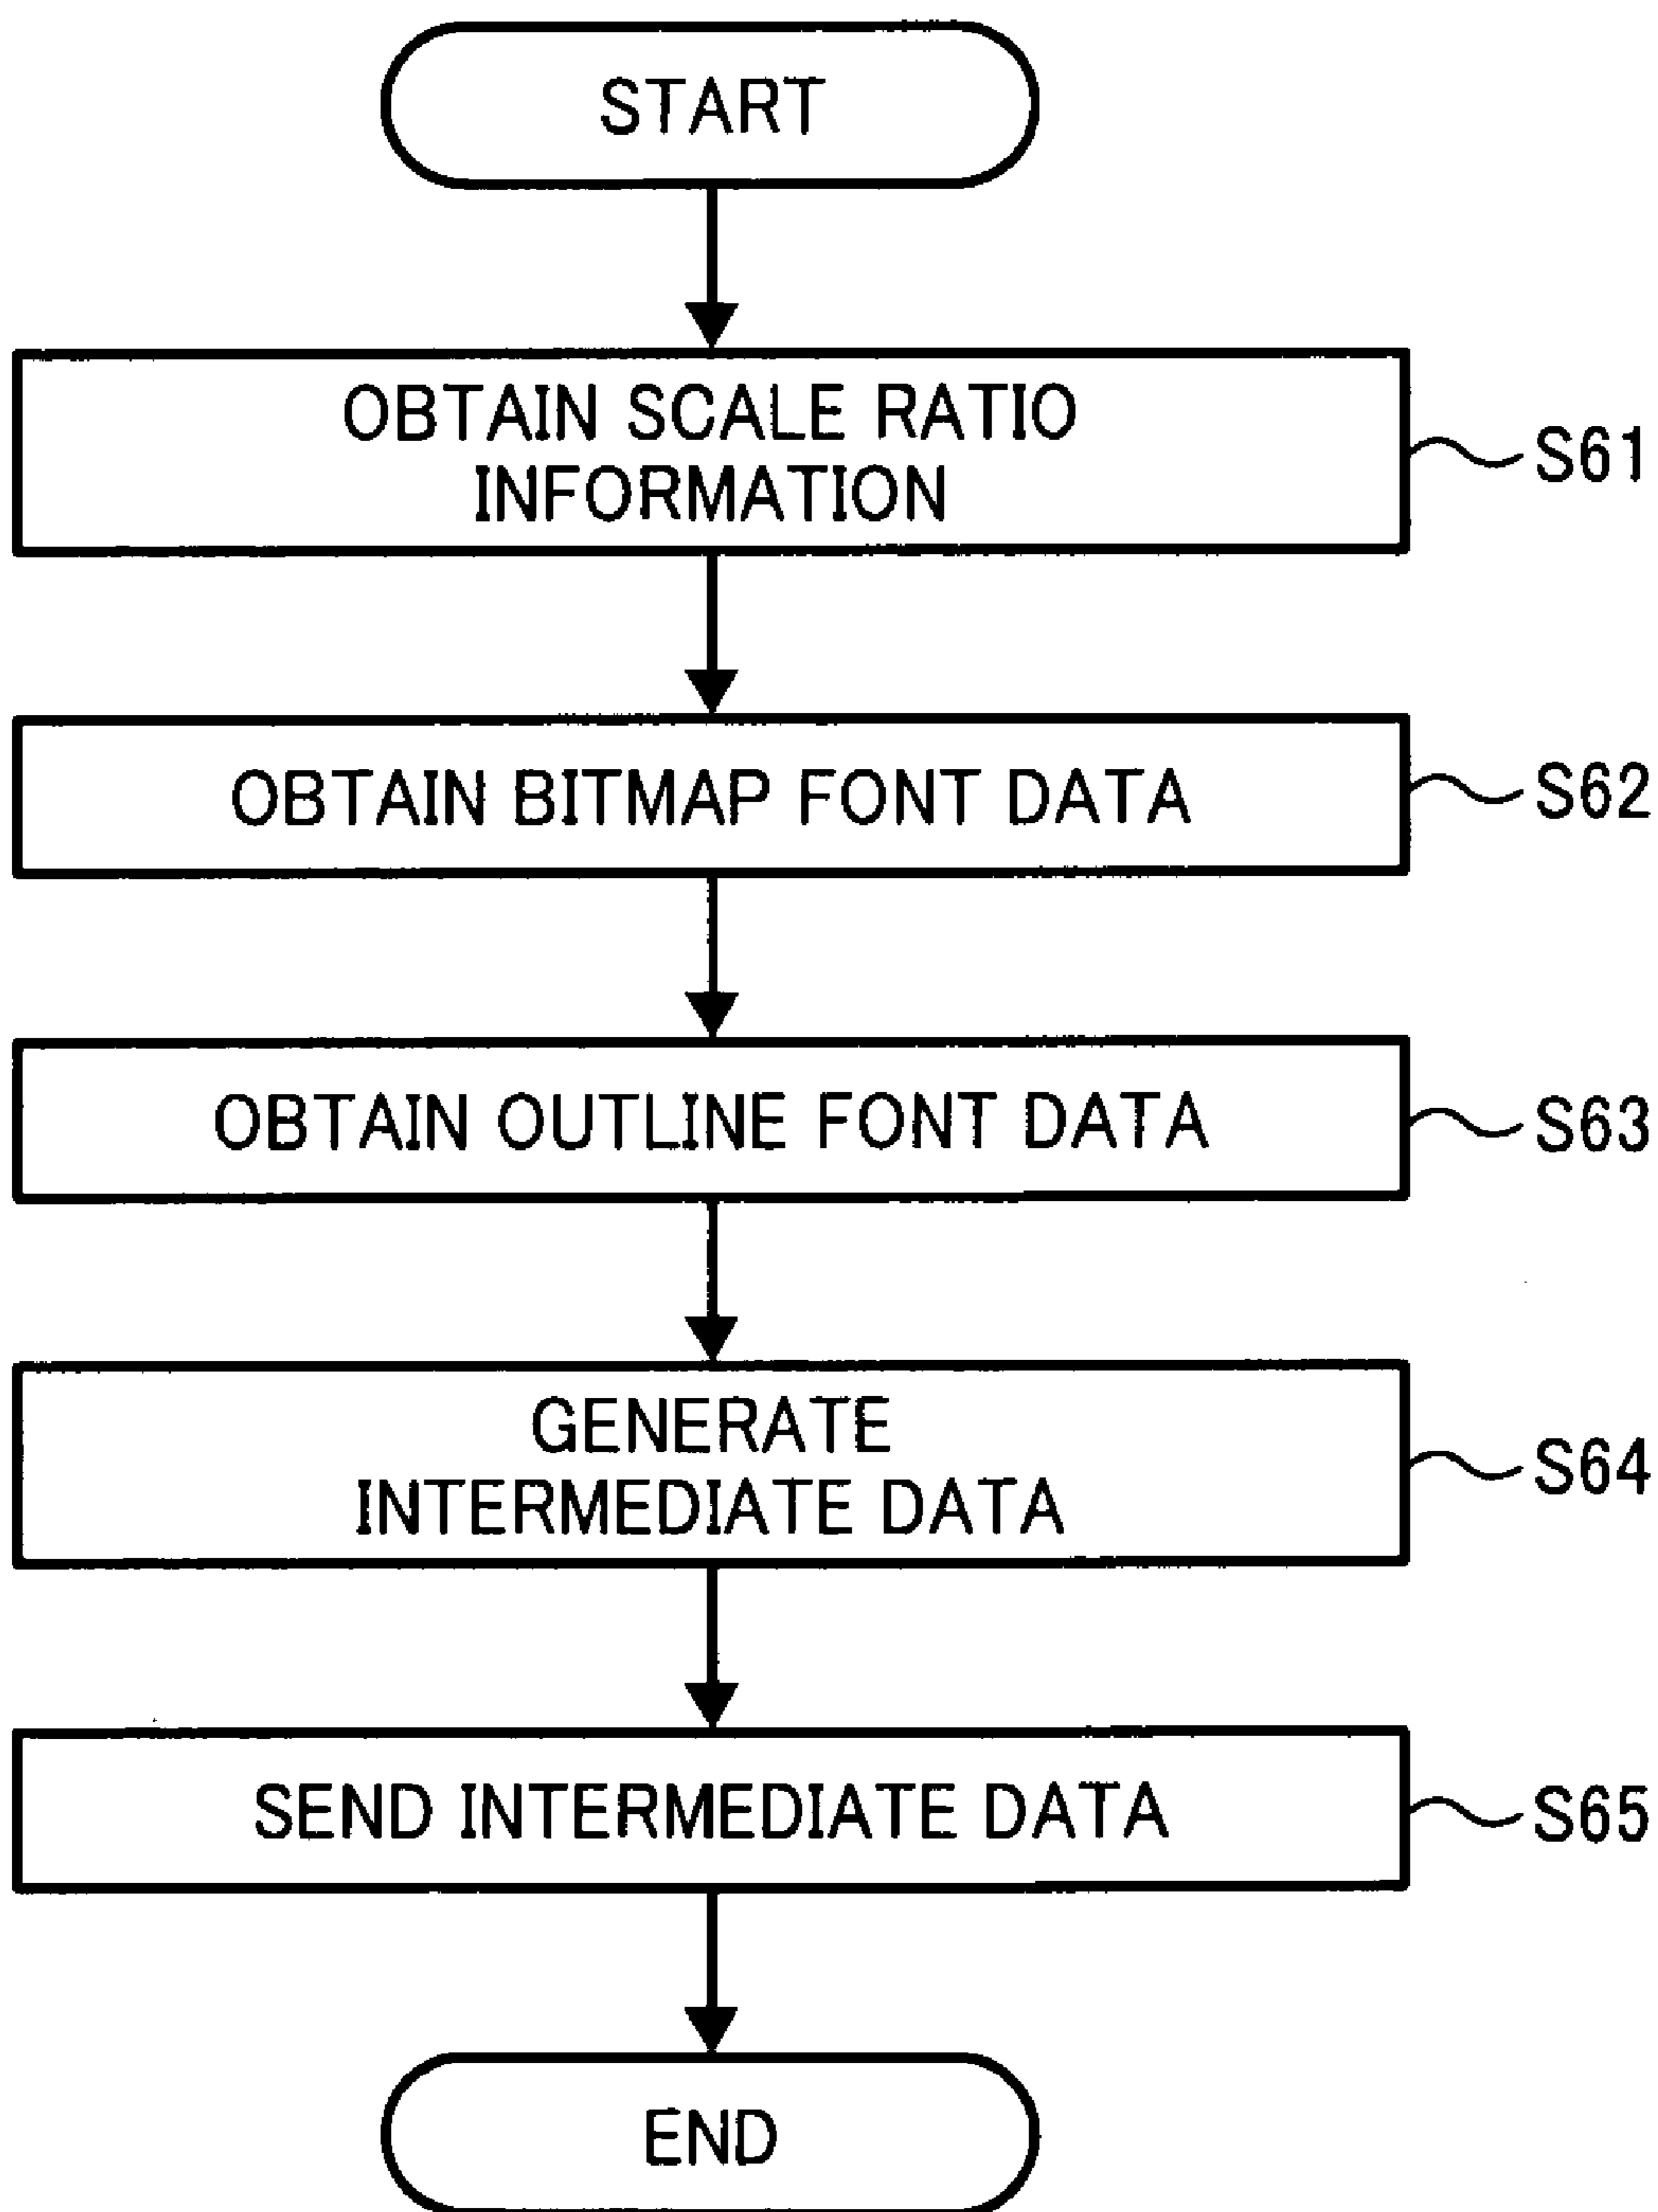 START
OBTAIN SCALE RATIO
INFORMATION
S61
OBTAIN BITMAP FONT DATA
S62
OBTAIN OUTLINE FONT DATA
S63
GENERATE
INTERMEDIATE DATA
S64
SEND INTERMEDIATE DATA
S65
END